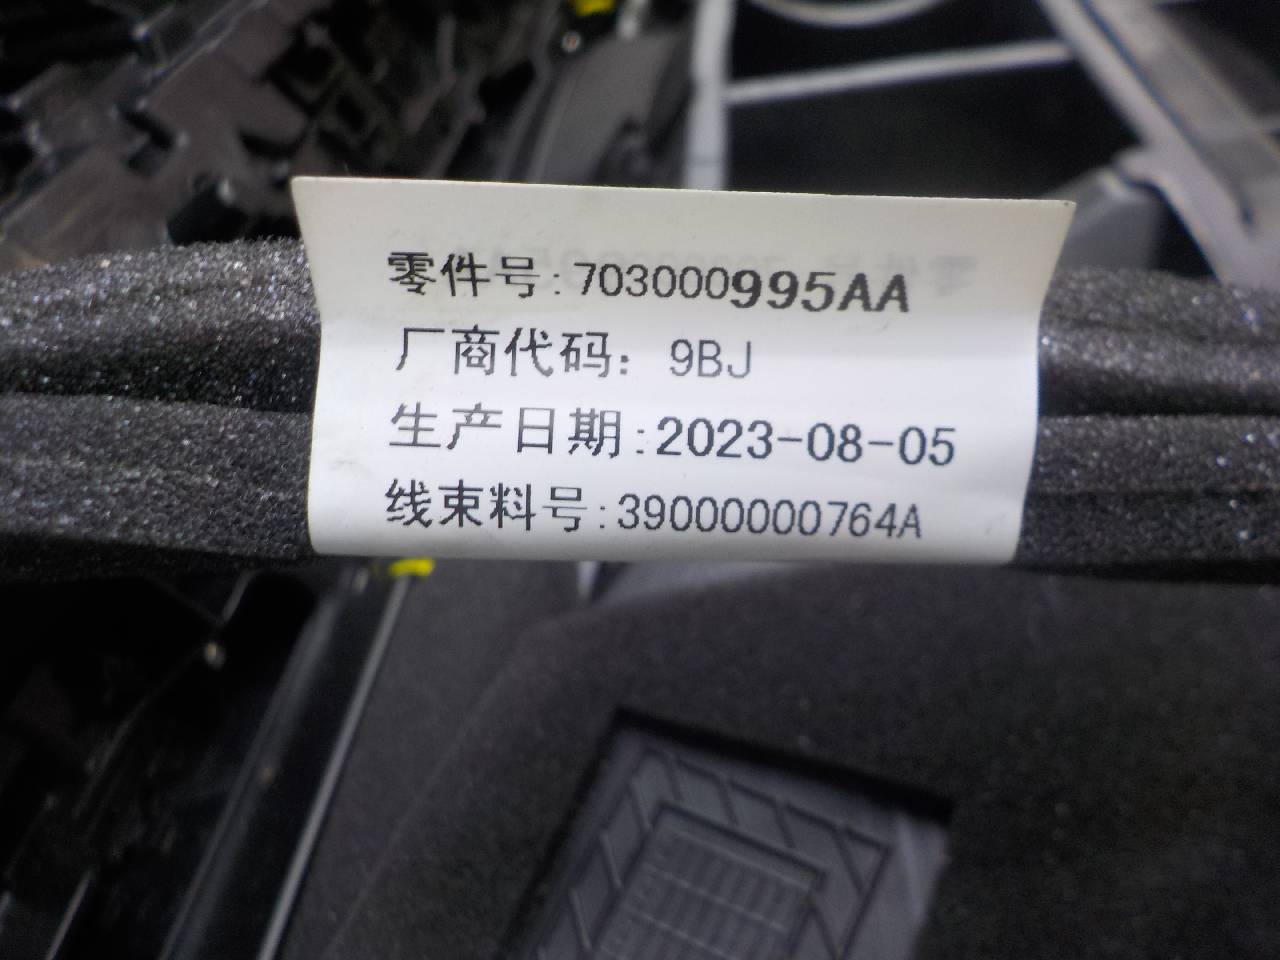 零件号:703000995AA
厂商代码: 9BJ
生产日期:2023-08-05
线束料号:39000000764A